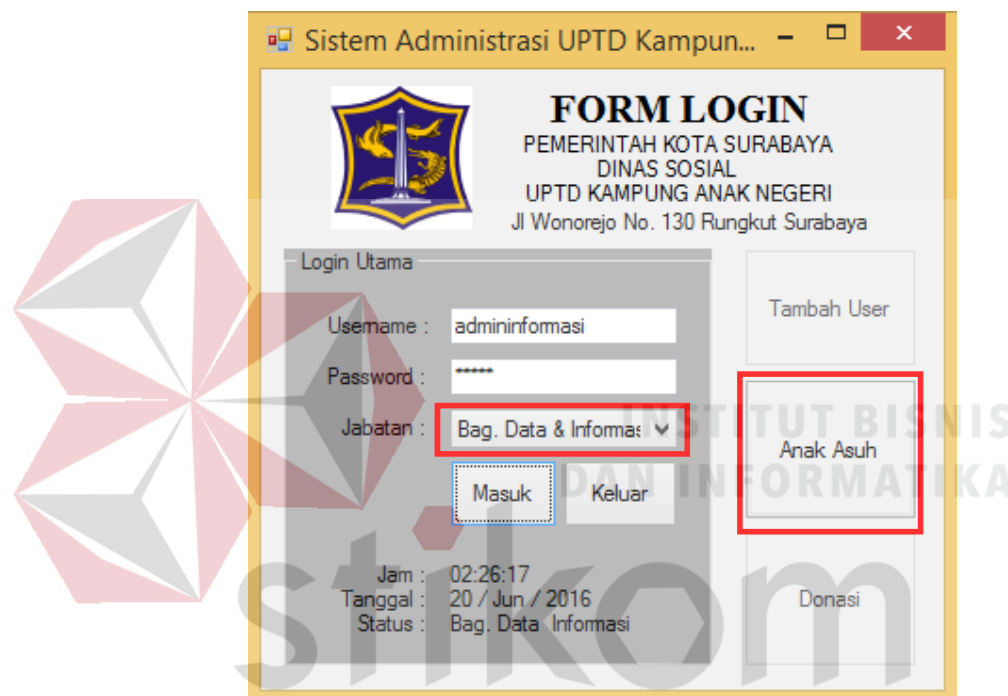 Sistem Administrasi UPTD Kampun...
FORM LOGIN
PEMERINTAH KOTA SURABAYA
DINAS SOSIAL
UPTD KAMPUNG ANAK NEGERI
Jl Wonorejo No. 130 Rungkut Surabaya
Login Utama
Username : admininformasi
Password : *****
Jabatan : Bag. Data & Informas
Masuk Keluar
Jam : 02:26:17
Tanggal : 20 / Jun / 2016
Status : Bag. Data Informasi
Tambah User
Anak Asuh
Donasi
INSTITUT BISNIS
DAN INFORMATIKA
stikom